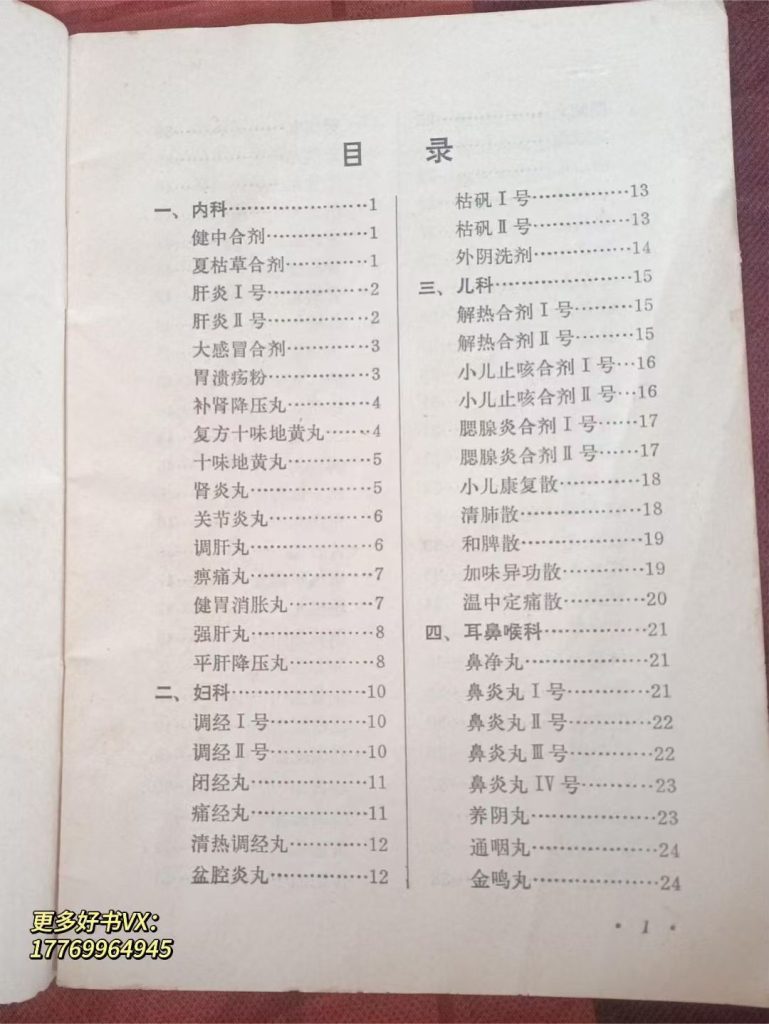 目 录
一、内科……………………1
健中合剂………………1
夏枯草合剂……………1
肝炎Ⅰ号………………2
肝炎Ⅱ号………………2
大感冒合剂……………3
胃溃疡粉………………3
补肾降压丸……………4
复方十味地黄丸………4
十味地黄丸……………5
肾炎丸…………………5
关节炎丸………………6
调肝丸…………………6
痹痛丸…………………7
健胃消胀丸……………7
强肝丸…………………8
平肝降压丸……………8
二、妇科…………………10
调经Ⅰ号………………10
调经Ⅱ号………………10
闭经丸…………………11
痛经丸…………………11
清热调经丸……………12
盆腔炎丸………………12
枯矾Ⅰ号………………13
枯矾Ⅱ号………………13
外阴洗剂………………14
三、儿科…………………15
解热合剂Ⅰ号…………15
解热合剂Ⅱ号…………15
小儿止咳合剂Ⅰ号…16
小儿止咳合剂Ⅱ号…16
腮腺炎合剂Ⅰ号……17
腮腺炎合剂Ⅱ号……17
小儿康复散……………18
清肺散…………………18
和脾散…………………19
加味异功散……………19
温中定痛散……………20
四、耳鼻喉科……………21
鼻净丸…………………21
鼻炎丸Ⅰ号……………21
鼻炎丸Ⅱ号……………22
鼻炎丸Ⅲ号……………22
鼻炎丸Ⅳ号……………23
养阴丸…………………23
通咽丸…………………24
金鸣丸…………………24
· 1 ·
更多好书VX：
17769964945